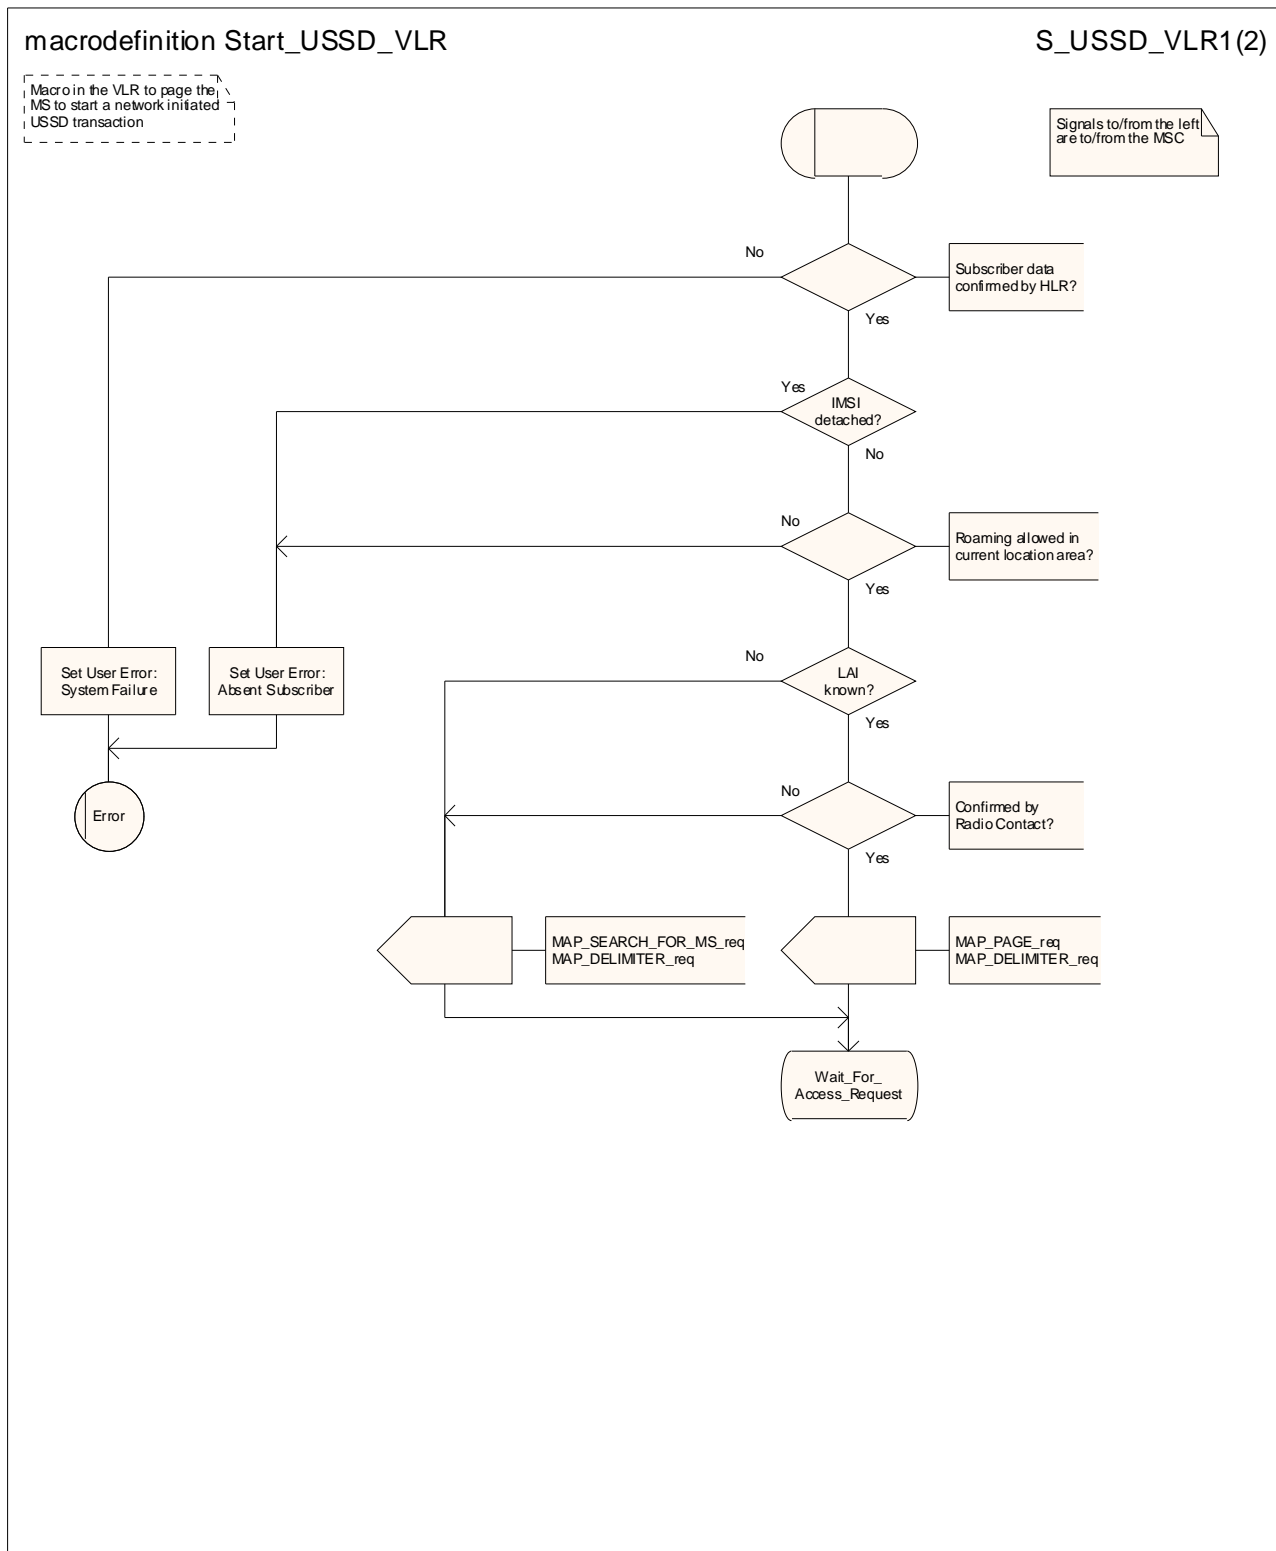 macrodefinition Start_USSD_VLR
S_USSD_VLR1(2)
Macro in the VLR to page the
MS to start a network initiated
USSD transaction
Signals to/from the left
are to/from the MSC
No
Subscriber data
confirmed by HLR?
Yes
Yes
IMSI
detached?
No
No
Roaming allowed in
current location area?
Yes
Set User Error:
System Failure
Set User Error:
Absent Subscriber
No
LAI
known?
Yes
No
Confirmed by
Radio Contact?
Error
Yes
MAP_SEARCH_FOR_MS_req
MAP_DELIMITER_req
MAP_PAGE_req
MAP_DELIMITER_req
Wait_For_
Access_Request